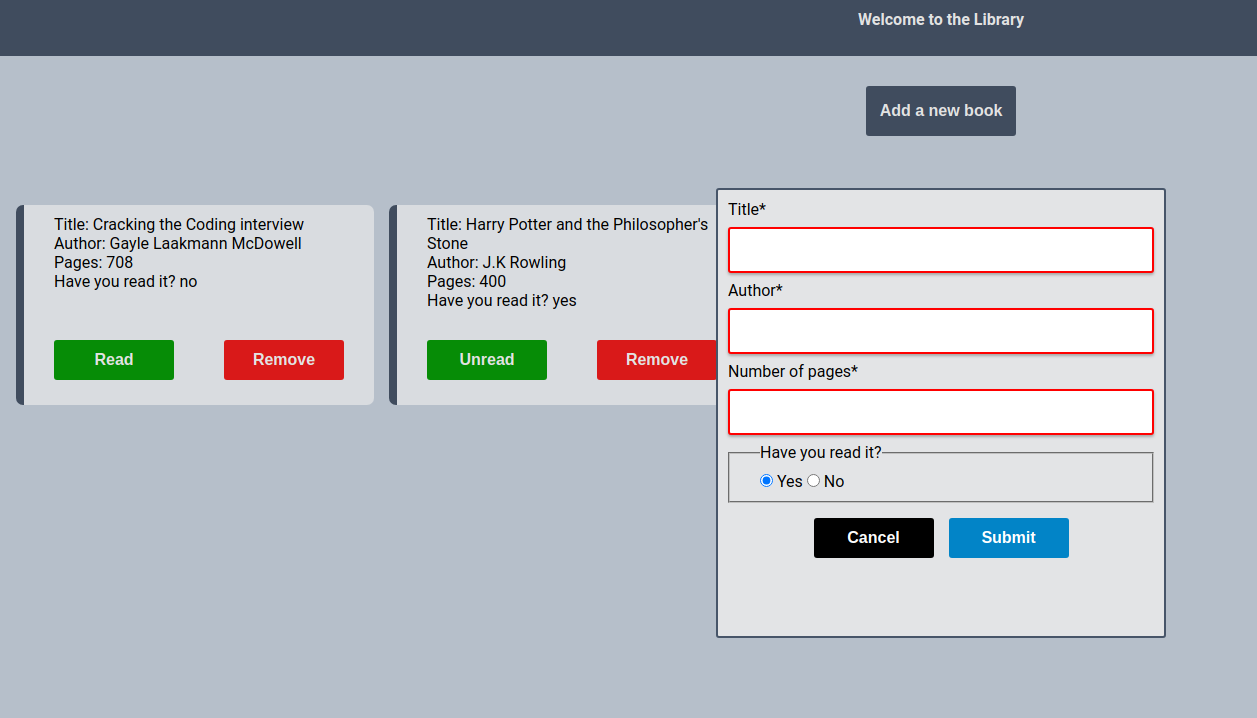 Welcome to the Library
Add a new book
Title: Cracking the Coding interview
Author: Gayle Laakmann McDowell
Pages: 708
Have you read it? no
Read
Remove
Title: Harry Potter and the Philosopher's
Stone
Author: J.K Rowling
Pages: 400
Have you read it? yes
Unread
Remove
Title*
Author*
Number of pages*
Have you read it?
Yes No
Cancel
Submit